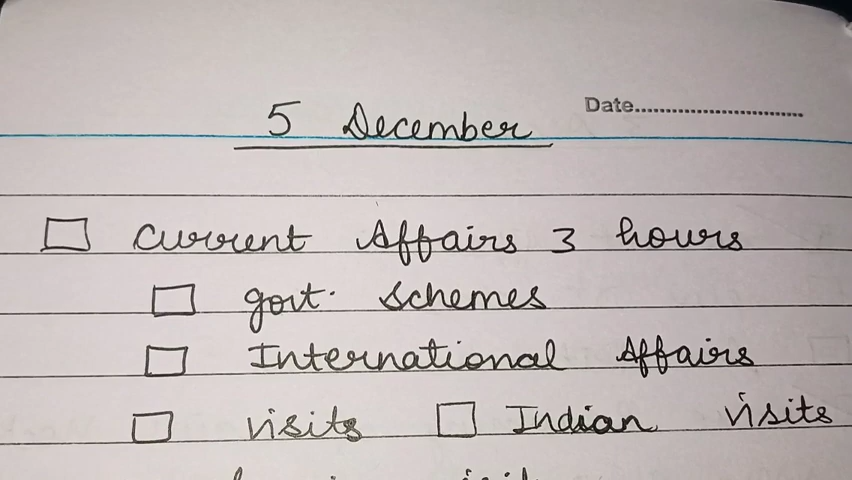 Date............................
5 December
Current Affairs 3 hours
govt. schemes
International Affairs
visits Indian visits